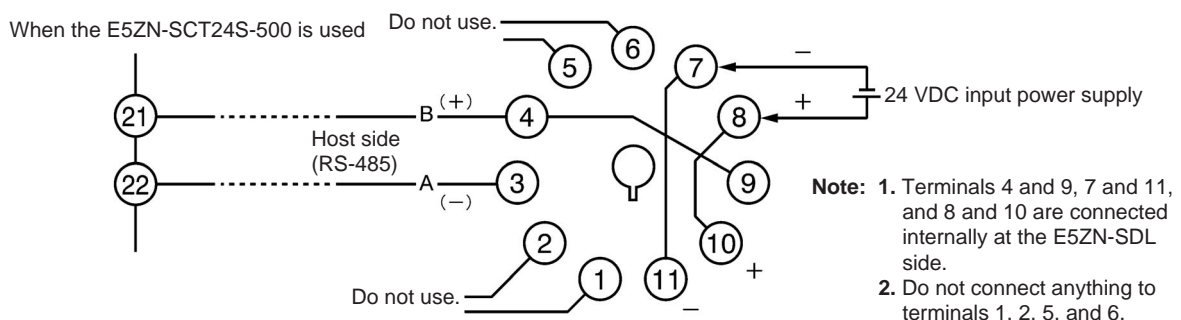 When the E5ZN-SCT24S-500 is used
Do not use.
6
5
7
−
24 VDC input power supply
+
8
21
B (+)
4
Host side
(RS-485)
22
A
(−)
3
9
2
10
+
1
11
−
Do not use.
Note: 1. Terminals 4 and 9, 7 and 11,
and 8 and 10 are connected
internally at the E5ZN-SDL
side.
2. Do not connect anything to
terminals 1, 2, 5, and 6.